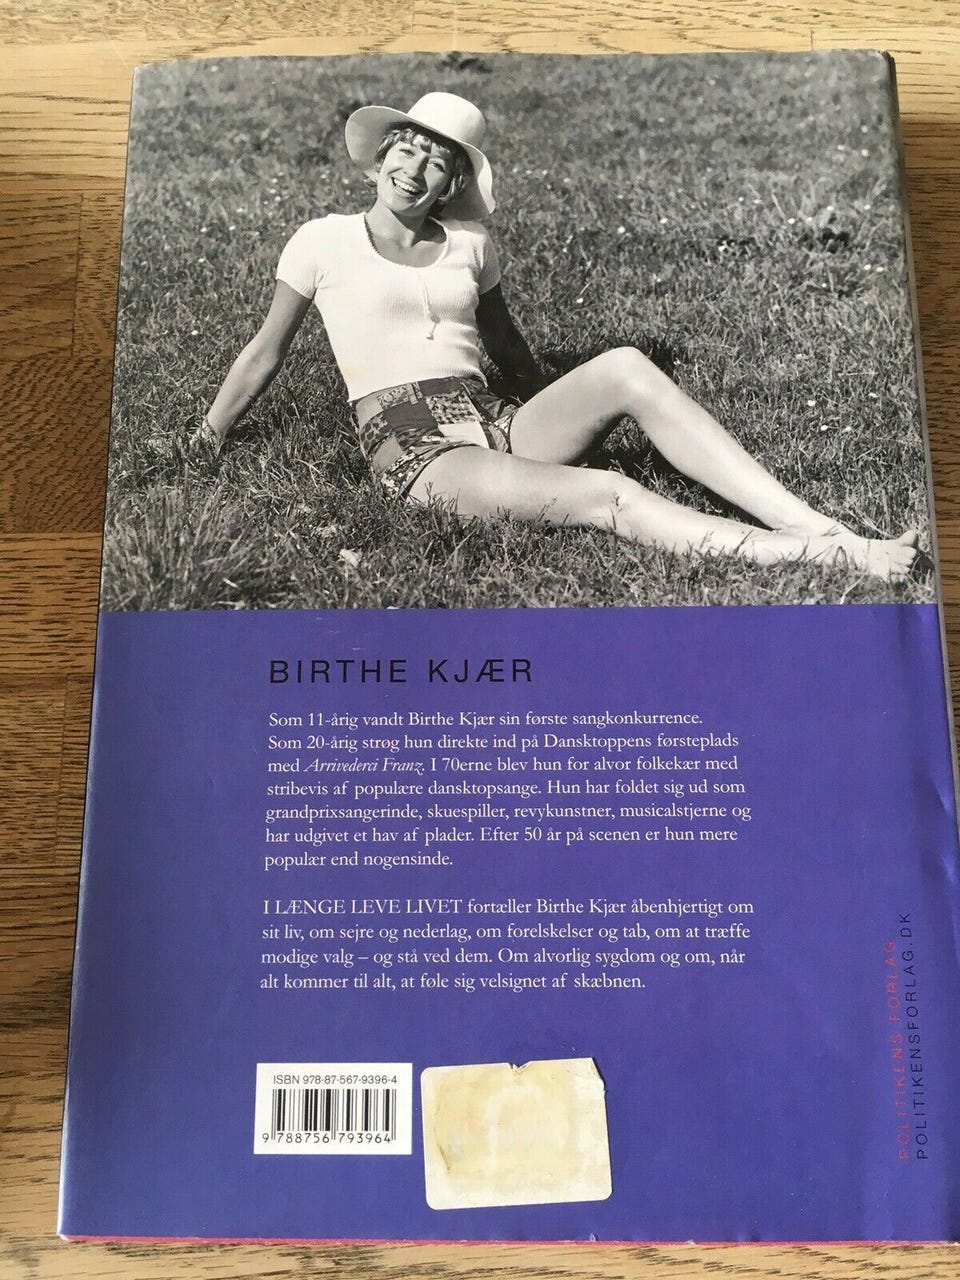 BIRTHE KJÆR
Som 11-årig vandt Birthe Kjær sin første sangkonkurrence.
Som 20-årig strøg hun direkte ind på Dansktoppens førsteplads
med Arrivederci Franz. I 70erne blev hun for alvor folkekær med
stribevis af populære dansktopsange. Hun har foldet sig ud som
grandprixsangerinde, skuespiller, revykunstner, musicalstjerne og
har udgivet et hav af plader. Efter 50 år på scenen er hun mere
populær end nogensinde.
I LÆNGE LEVE LIVET fortæller Birthe Kjær åbenhjertigt om
sit liv, om sejre og nederlag, om forelskelser og tab, om at træffe
modige valg – og stå ved dem. Om alvorlig sygdom og om, når
alt kommer til alt, at føle sig velsignet af skæbnen.
ISBN 978-87-567-9396-4
9 788756 793964
POLITIKENS FORLAG
POLITIKENSFORLAG.DK